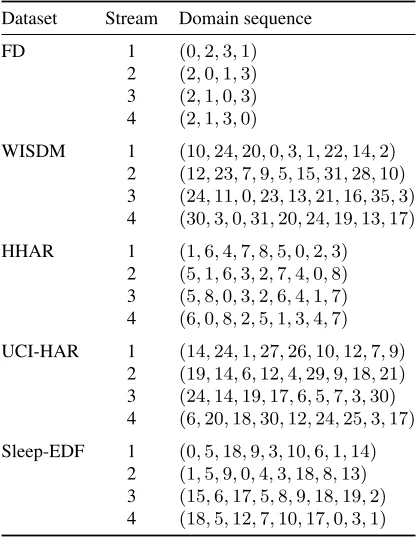 Dataset Stream Domain sequence
FD 1 (0, 2, 3, 1)
2 (2, 0, 1, 3)
3 (2, 1, 0, 3)
4 (2, 1, 3, 0)
WISDM 1 (10, 24, 20, 0, 3, 1, 22, 14, 2)
2 (12, 23, 7, 9, 5, 15, 31, 28, 10)
3 (24, 11, 0, 23, 13, 21, 16, 35, 3)
4 (30, 3, 0, 31, 20, 24, 19, 13, 17)
HHAR 1 (1, 6, 4, 7, 8, 5, 0, 2, 3)
2 (5, 1, 6, 3, 2, 7, 4, 0, 8)
3 (5, 8, 0, 3, 2, 6, 4, 1, 7)
4 (6, 0, 8, 2, 5, 1, 3, 4, 7)
UCI-HAR 1 (14, 24, 1, 27, 26, 10, 12, 7, 9)
2 (19, 14, 6, 12, 4, 29, 9, 18, 21)
3 (24, 14, 19, 17, 6, 5, 7, 3, 30)
4 (6, 20, 18, 30, 12, 24, 25, 3, 17)
Sleep-EDF 1 (0, 5, 18, 9, 3, 10, 6, 1, 14)
2 (1, 5, 9, 0, 4, 3, 18, 8, 13)
3 (15, 6, 17, 5, 8, 9, 18, 19, 2)
4 (18, 5, 12, 7, 10, 17, 0, 3, 1)